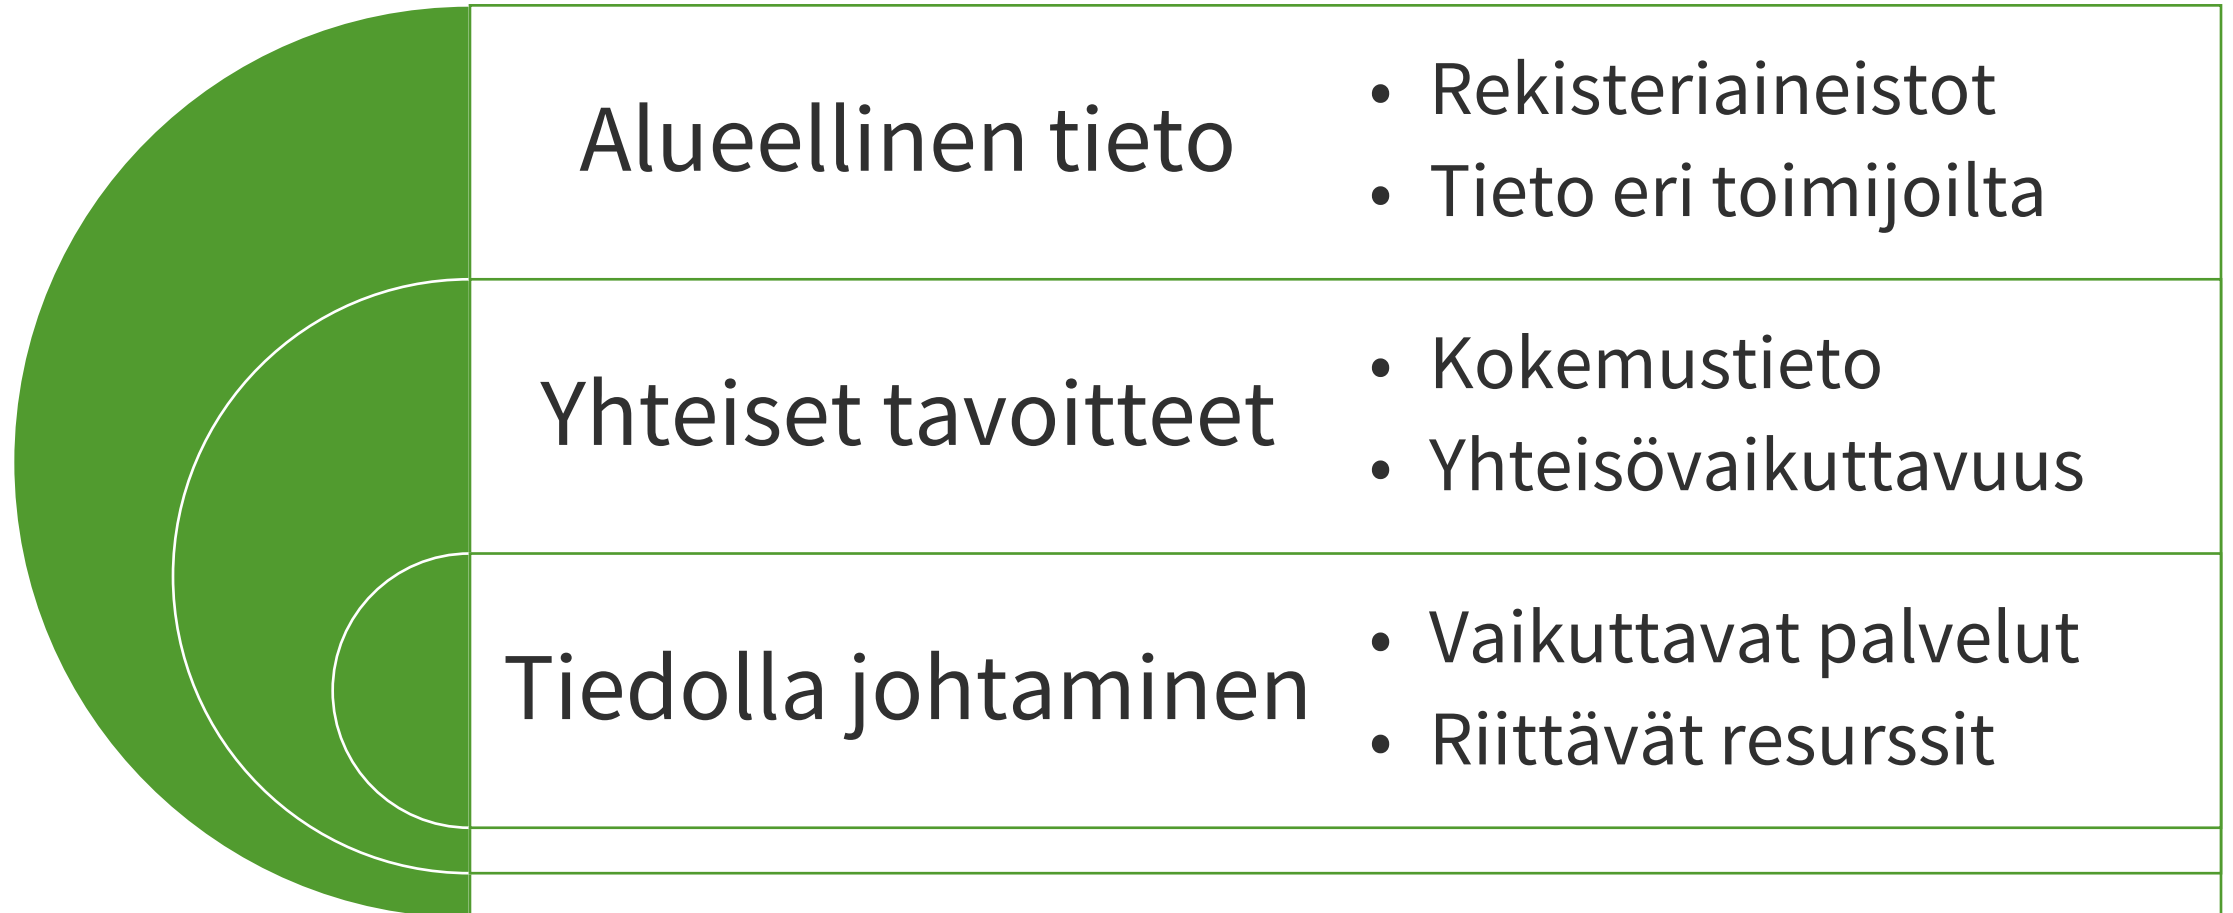 Alueellinen tieto
• Rekisteriaineistot
• Tieto eri toimijoilta
Yhteiset tavoitteet
• Kokemustieto
• Yhteisövaikuttavuus
Tiedolla johtaminen
• Vaikuttavat palvelut
• Riittävät resurssit